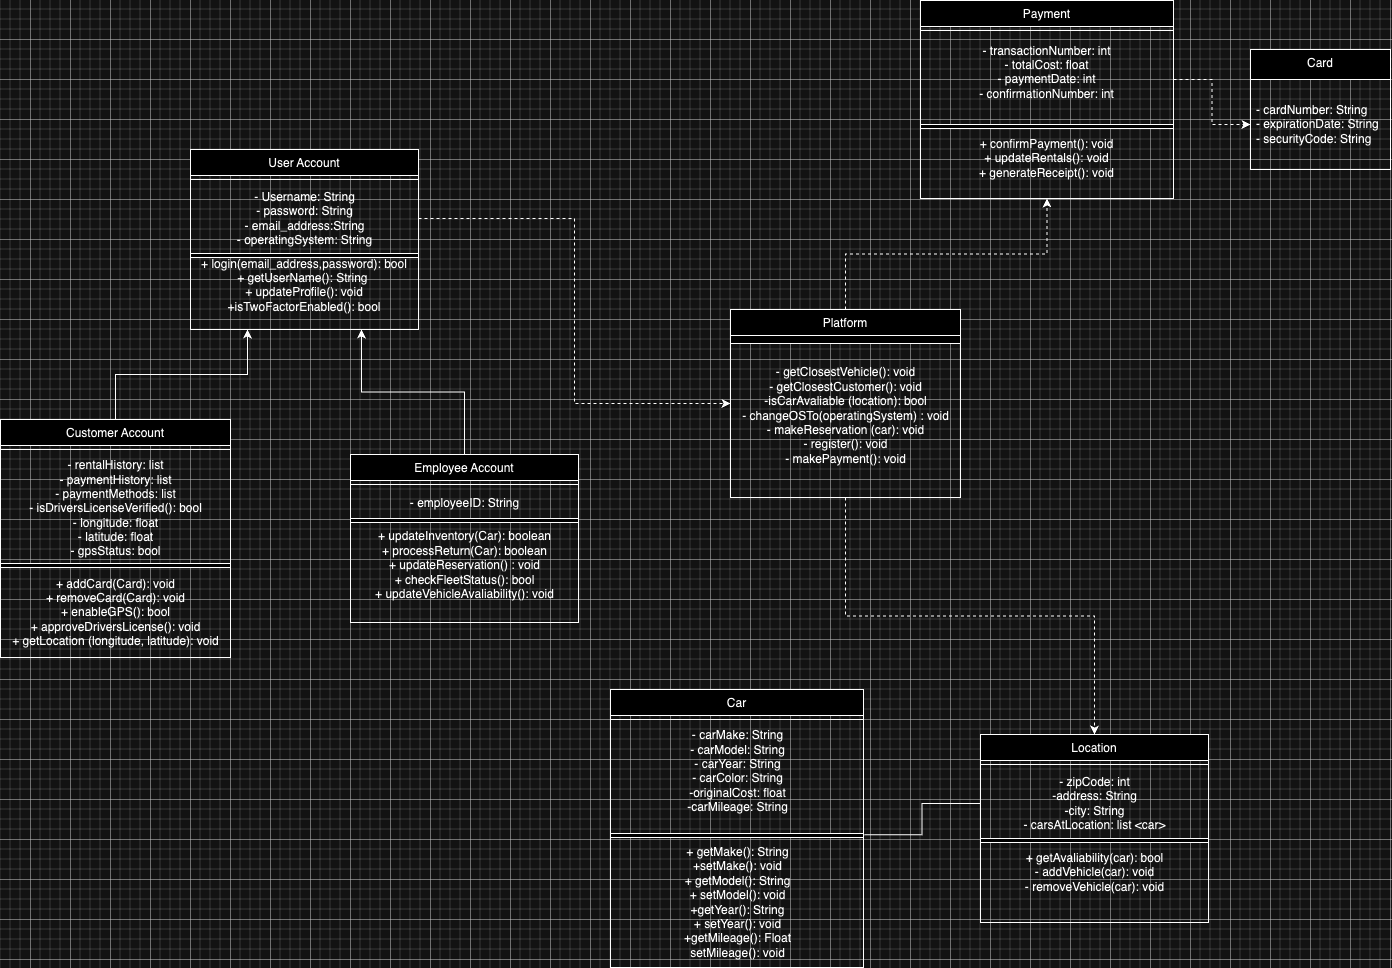 Payment
- transactionNumber: int
- totalCost: float
- paymentDate: int
- confirmationNumber: int
+ confirmPayment(): void
+ updateRentals(): void
+ generateReceipt(): void
Card
- cardNumber: String
- expirationDate: String
- securityCode: String
User Account
- Username: String
- password: String
- email_address:String
- operatingSystem: String
+ login(email_address,password): bool
+ getUserName(): String
+ updateProfile(): void
+isTwoFactorEnabled(): bool
Platform
- getClosestVehicle(): void
- getClosestCustomer(): void
-isCarAvaliable (location): bool
- changeOSTo(operatingSystem) : void
- makeReservation (car): void
- register(): void
- makePayment(): void
Customer Account
- rentalHistory: list
- paymentHistory: list
- paymentMethods: list
- isDriversLicenseVerified(): bool
- longitude: float
- latitude: float
- gpsStatus: bool
+ addCard(Card): void
+ removeCard(Card): void
+ enableGPS(): bool
+ approveDriversLicense(): void
+ getLocation (longitude, latitude): void
Employee Account
- employeeID: String
+ updateInventory(Car): boolean
+ processReturn(Car): boolean
+ updateReservation() : void
+ checkFleetStatus(): bool
+ updateVehicleAvaliability(): void
Car
- carMake: String
- carModel: String
- carYear: String
- carColor: String
-originalCost: float
-carMileage: String
+ getMake(): String
+setMake(): void
+ getModel(): String
+ setModel(): void
+getYear(): String
+ setYear(): void
+getMileage(): Float
setMileage(): void
Location
- zipCode: int
-address: String
-city: String
- carsAtLocation: list <car>
+ getAvaliability(car): bool
- addVehicle(car): void
- removeVehicle(car): void